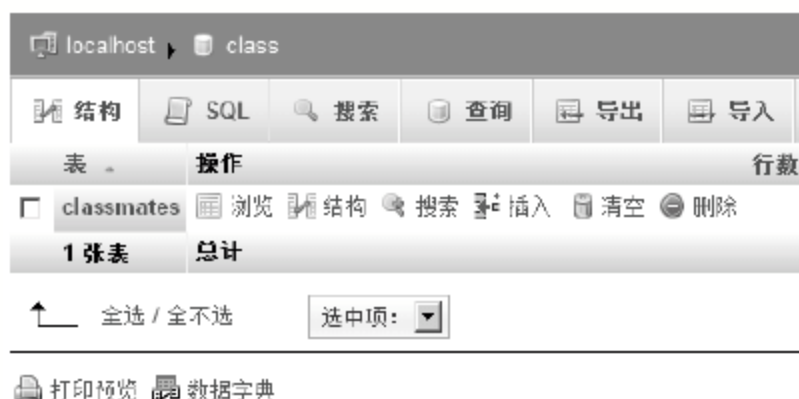 localhost class
结构 SQL 搜索 查询 导出 导入
表 操作 行数
classmates 浏览 结构 搜索 插入 清空 删除
1 张表 总计
全选 / 全不选 选中项:
打印预览 数据字典